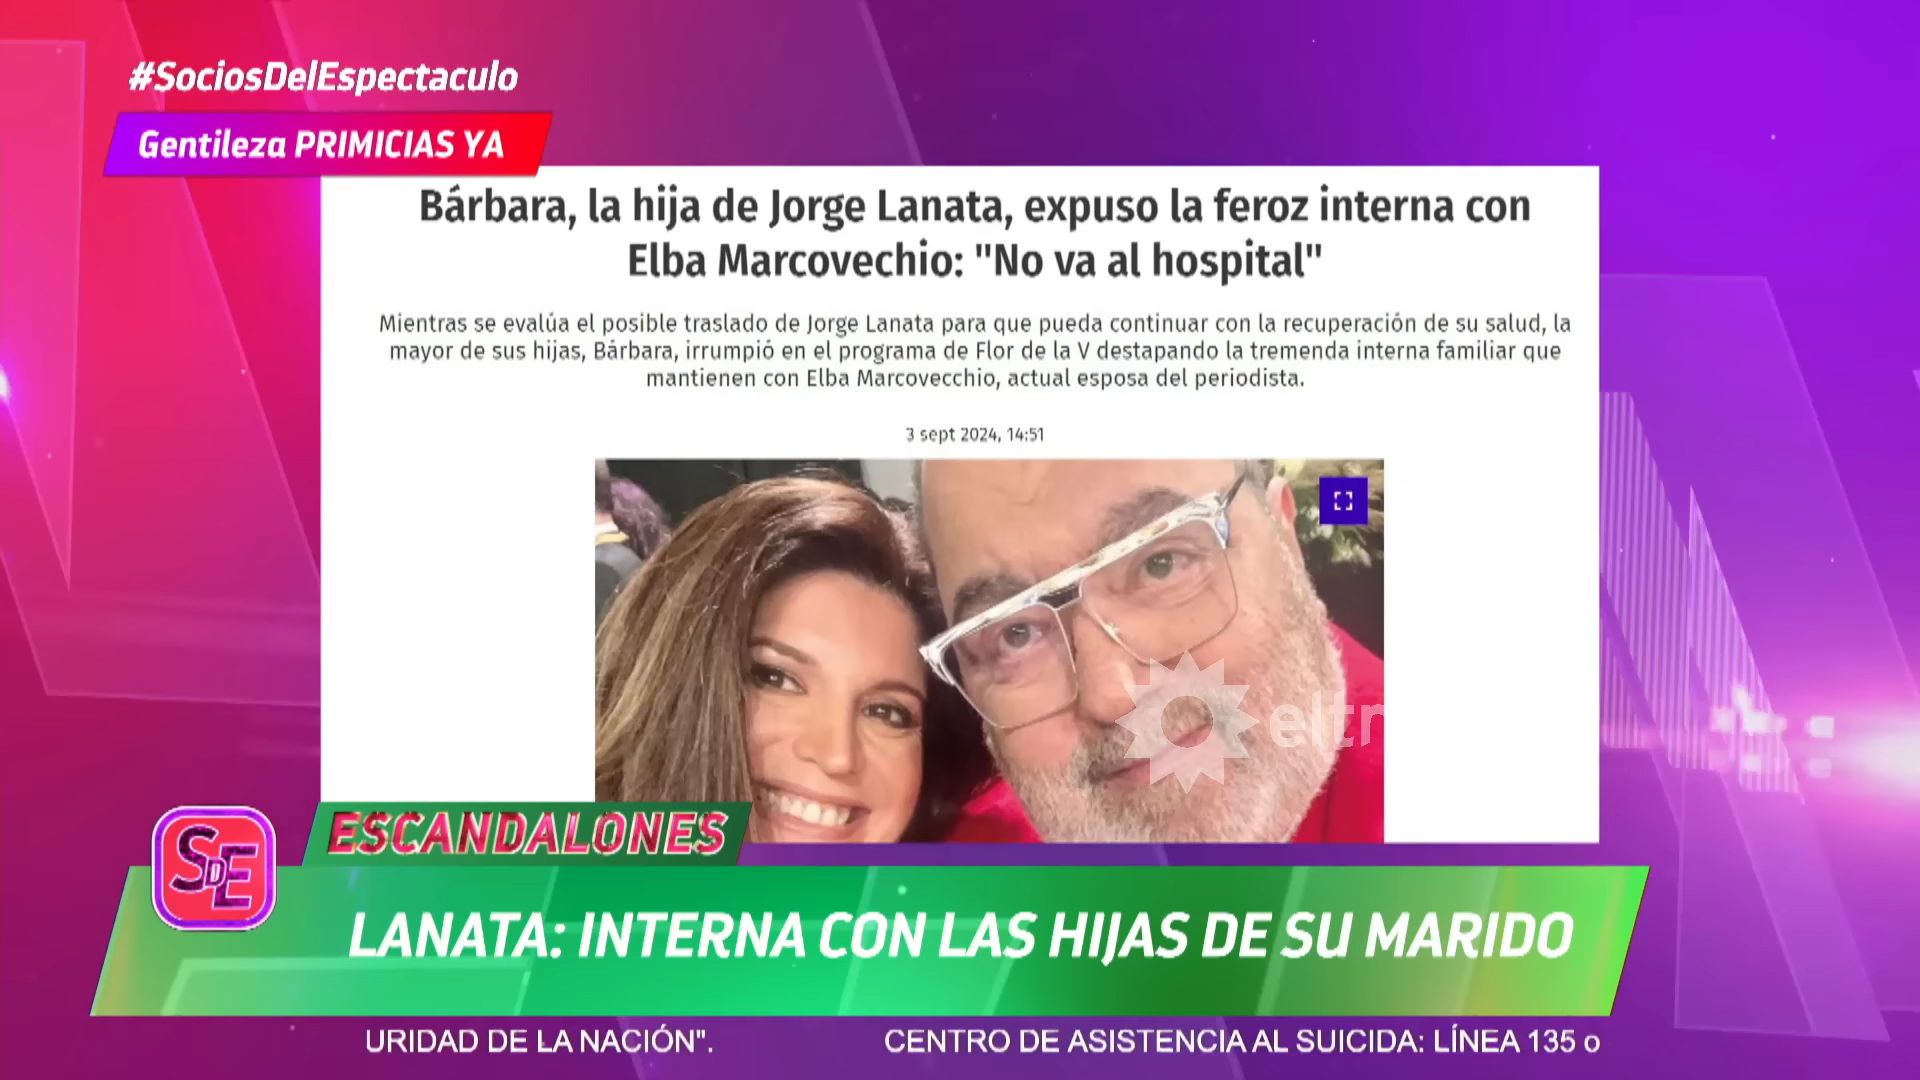 #SociosDelEspectaculo
Gentileza PRIMICIAS YA
Bárbara, la hija de Jorge Lanata, expuso la feroz interna con
Elba Marcovechio: "No va al hospital"
Mientras se evalúa el posible traslado de Jorge Lanata para que pueda continuar con la recuperación de su salud, la
mayor de sus hijas, Bárbara, irrumpió en el programa de Flor de la V destapando la tremenda interna familiar que
mantienen con Elba Marcovecchio, actual esposa del periodista.
3 sept 2024, 14:51
eltr
ESCANDALONES
SDE
LANATA: INTERNA CON LAS HIJAS DE SU MARIDO
URIDAD DE LA NACIÓN". CENTRO DE ASISTENCIA AL SUICIDA: LÍNEA 135 o